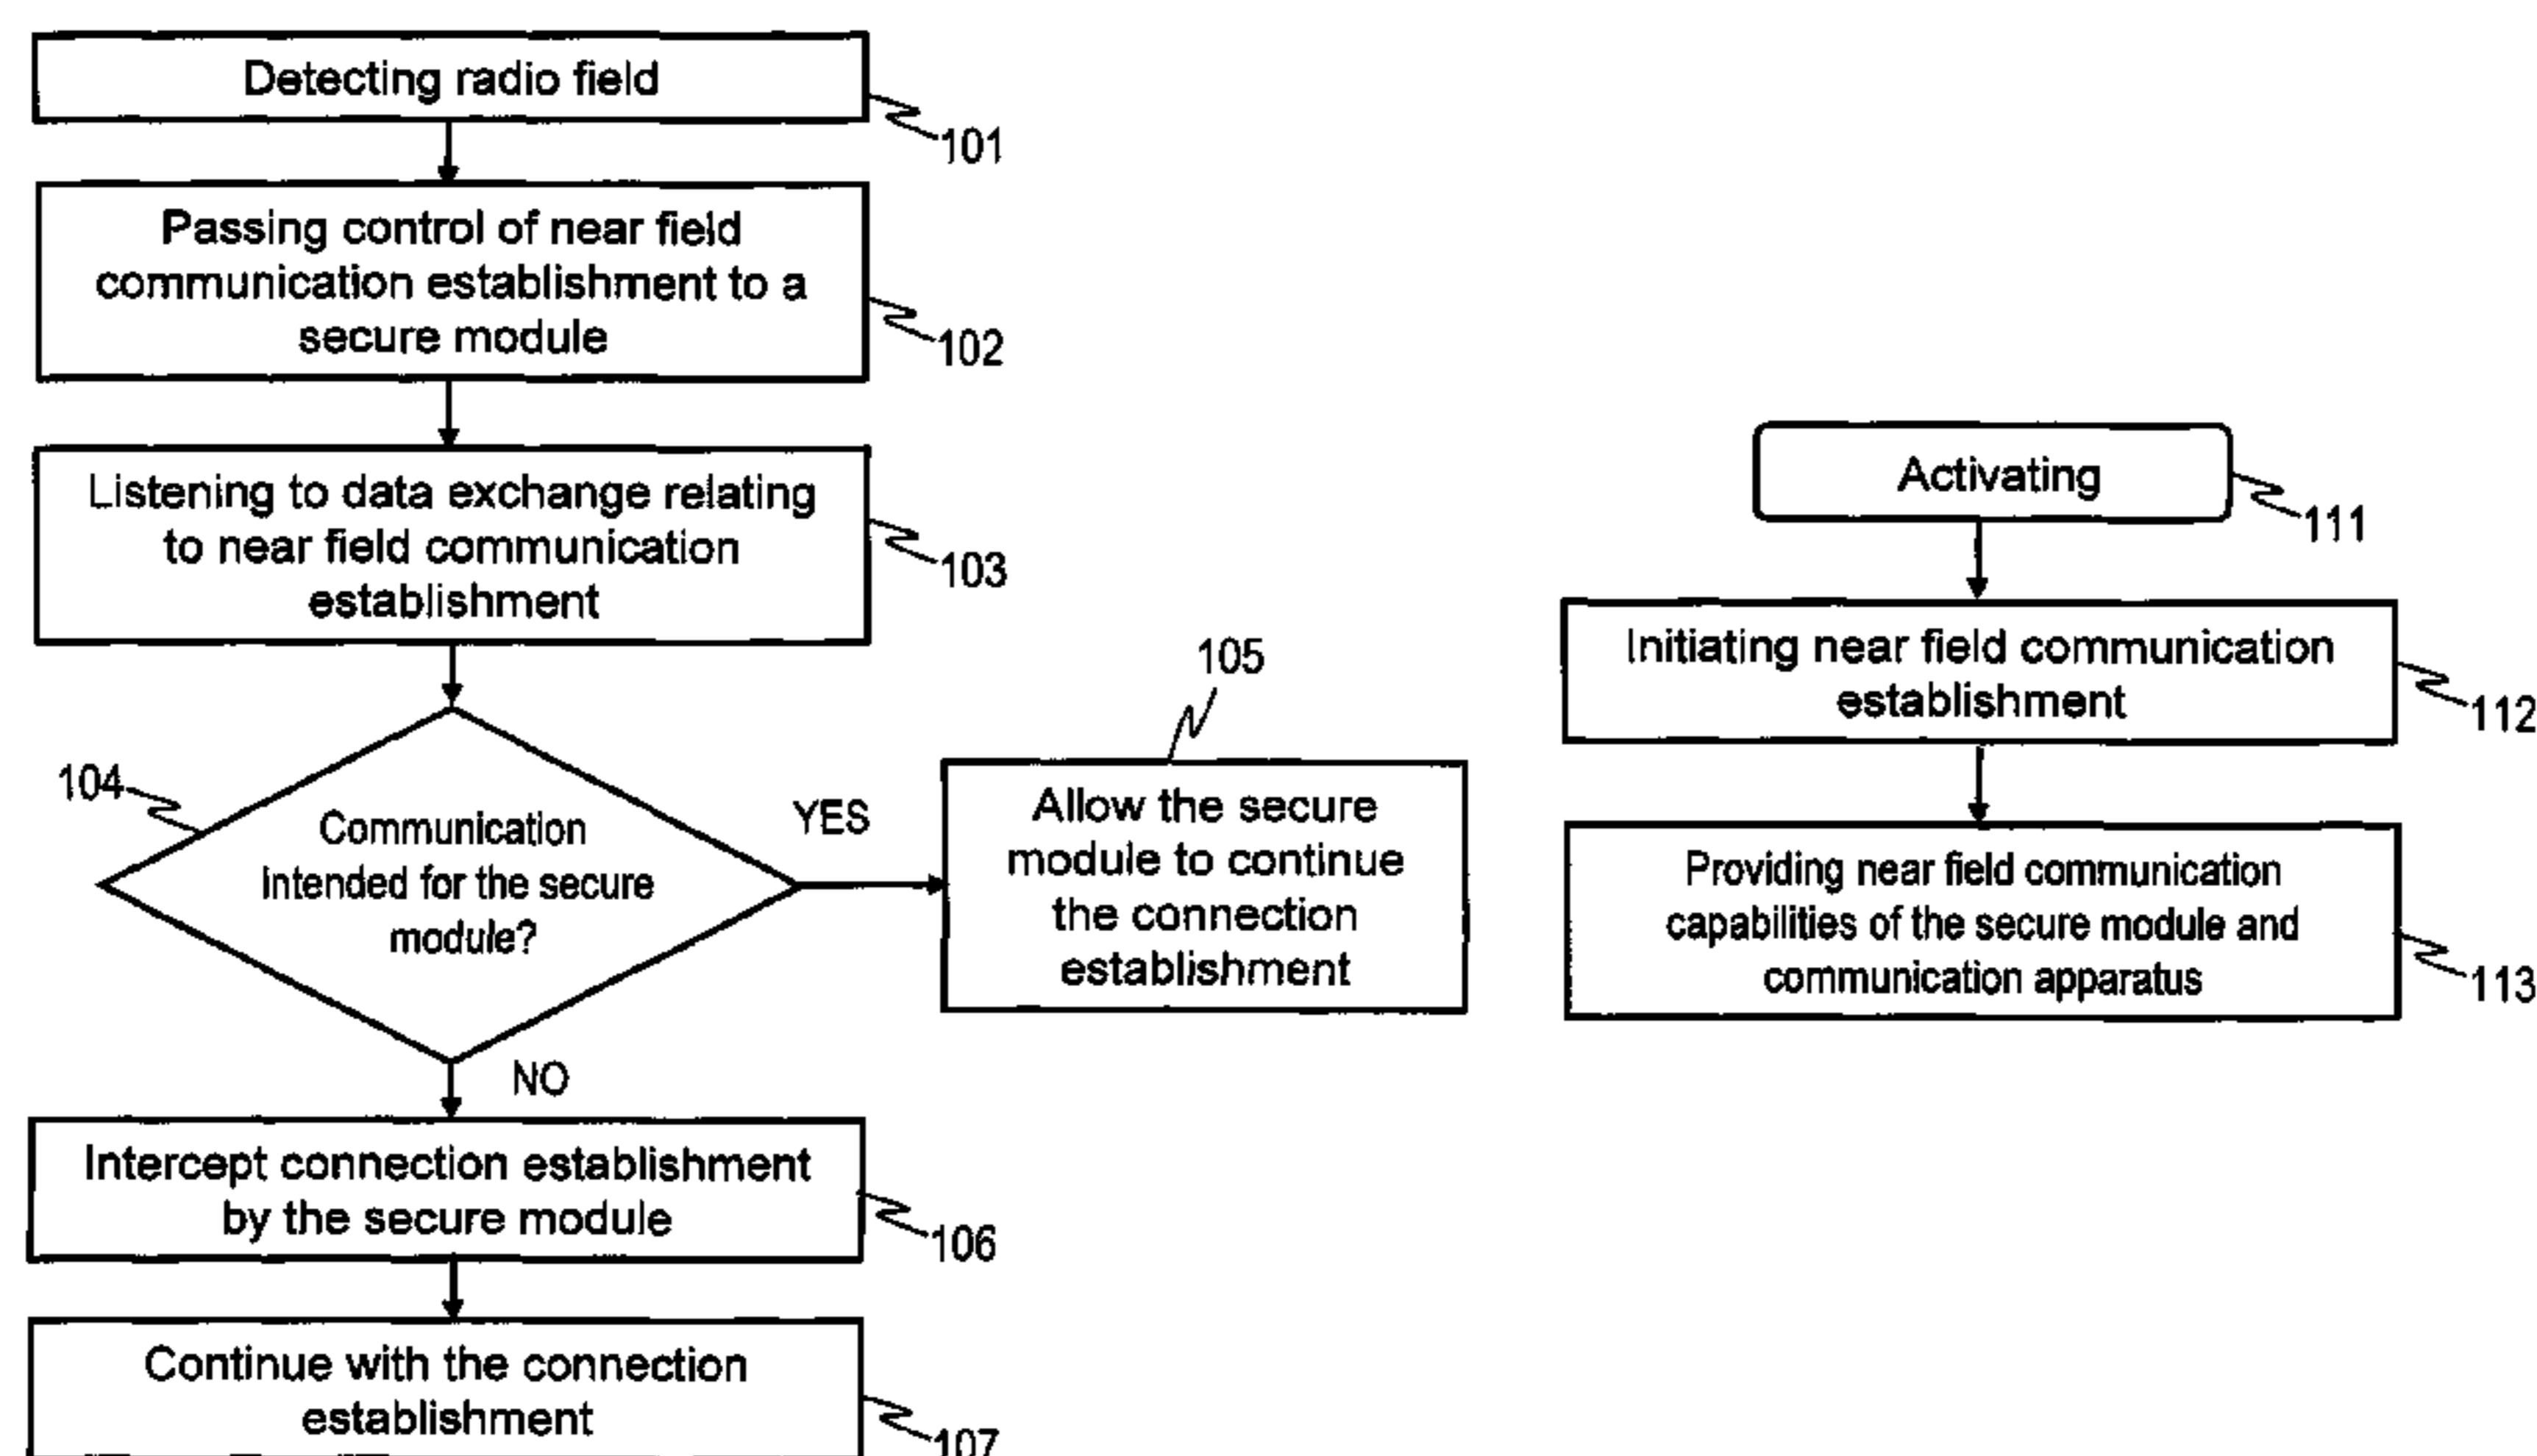 Detecting radio field
101
Passing control of near field
communication establishment to a
secure module
102
Listening to data exchange relating
to near field communication
establishment
103
104
Communication
intended for the secure
module?
YES
105
Allow the secure
module to continue
the connection
establishment
NO
Intercept connection establishment
by the secure module
106
Continue with the connection
establishment
107
Activating
111
Initiating near field communication
establishment
112
Providing near field communication
capabilities of the secure module and
communication apparatus
113